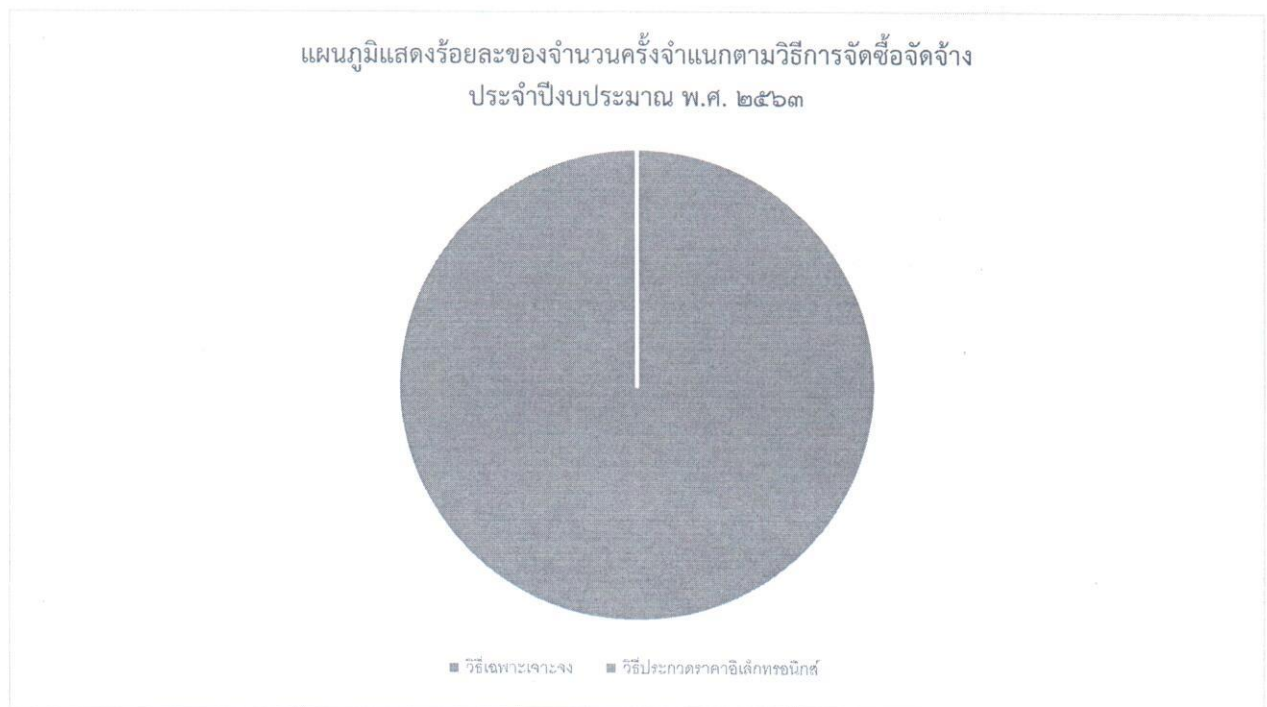 แผนภูมิแสดงร้อยละของจำนวนครั้งจำแนกตามวิธีการจัดซื้อจัดจ้าง
ประจำปีงบประมาณ พ.ศ. ๒๕๖๓
วิธีเฉพาะเจาะจง วิธีประกวดราคาอิเล็กทรอนิกส์